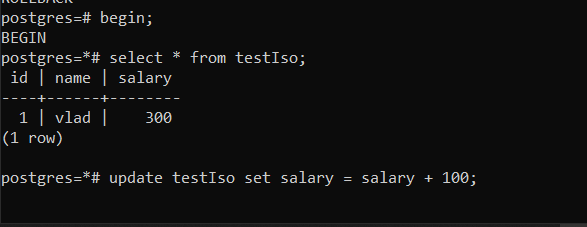 ROLLBACK
postgres=# begin;
BEGIN
postgres=*# select * from testIso;
 id | name | salary
----+------+--------
  1 | vlad |    300
(1 row)
postgres=*# update testIso set salary = salary + 100;